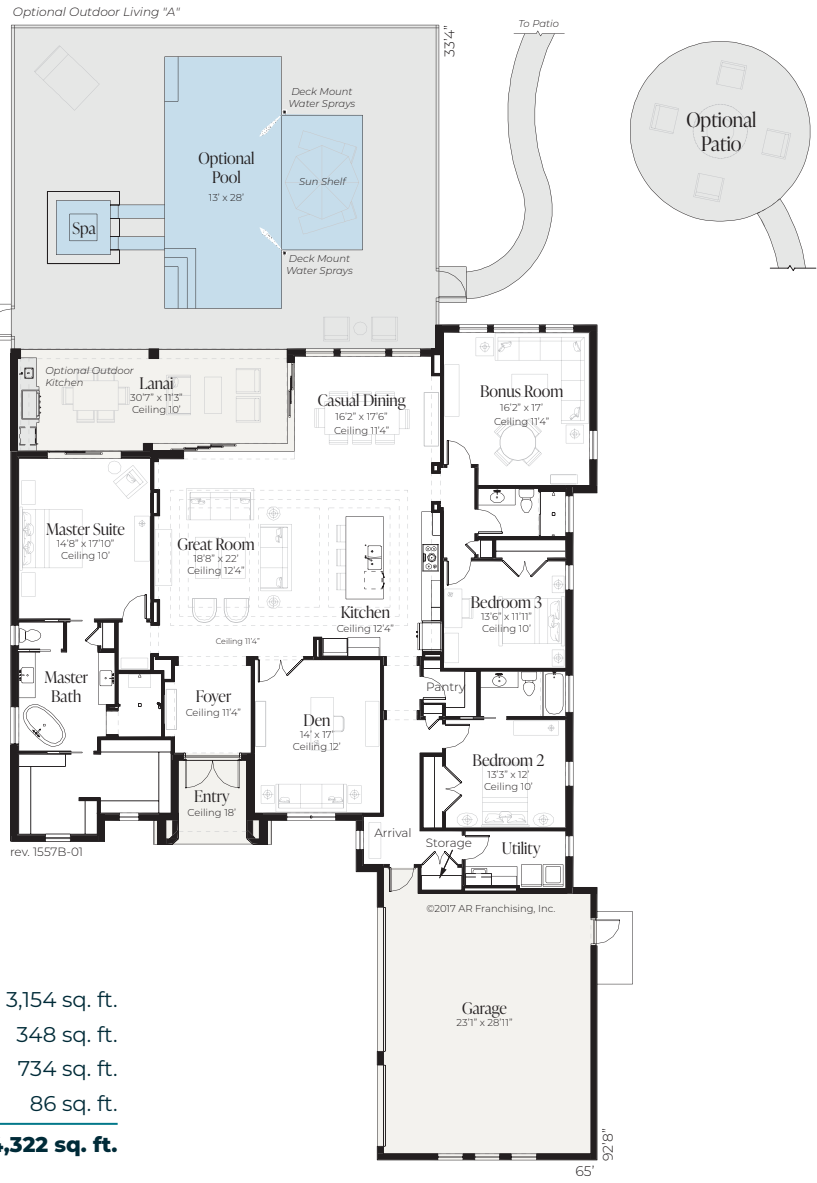 Optional Outdoor Living "A"
33'4"
To Patio
Deck Mount
Water Sprays
Optional
Pool
13' x 28'
Sun Shelf
Spa
Deck Mount
Water Sprays
Optional
Patio
Optional Outdoor
Kitchen
Lanai
30'7" x 11'3"
Ceiling 10'
Casual Dining
16'2" x 17'6"
Ceiling 11'4"
Bonus Room
16'2" x 17'
Ceiling 11'4"
Master Suite
14'8" x 17'10"
Ceiling 10'
Great Room
18'8" x 22'
Ceiling 12'4"
Kitchen
Ceiling 12'4"
Bedroom 3
13'6" x 11'11"
Ceiling 10'
Ceiling 11'4"
Master
Bath
Foyer
Ceiling 11'4"
Den
14' x 17'
Ceiling 12'
Pantry
Bedroom 2
13'3" x 12'
Ceiling 10'
Entry
Ceiling 18'
Arrival
Storage
Utility
rev. 1557B-01
©2017 AR Franchising, Inc.
Garage
23'1" x 28'11"
3,154 sq. ft.
348 sq. ft.
734 sq. ft.
86 sq. ft.
4,322 sq. ft.
92'8"
65'